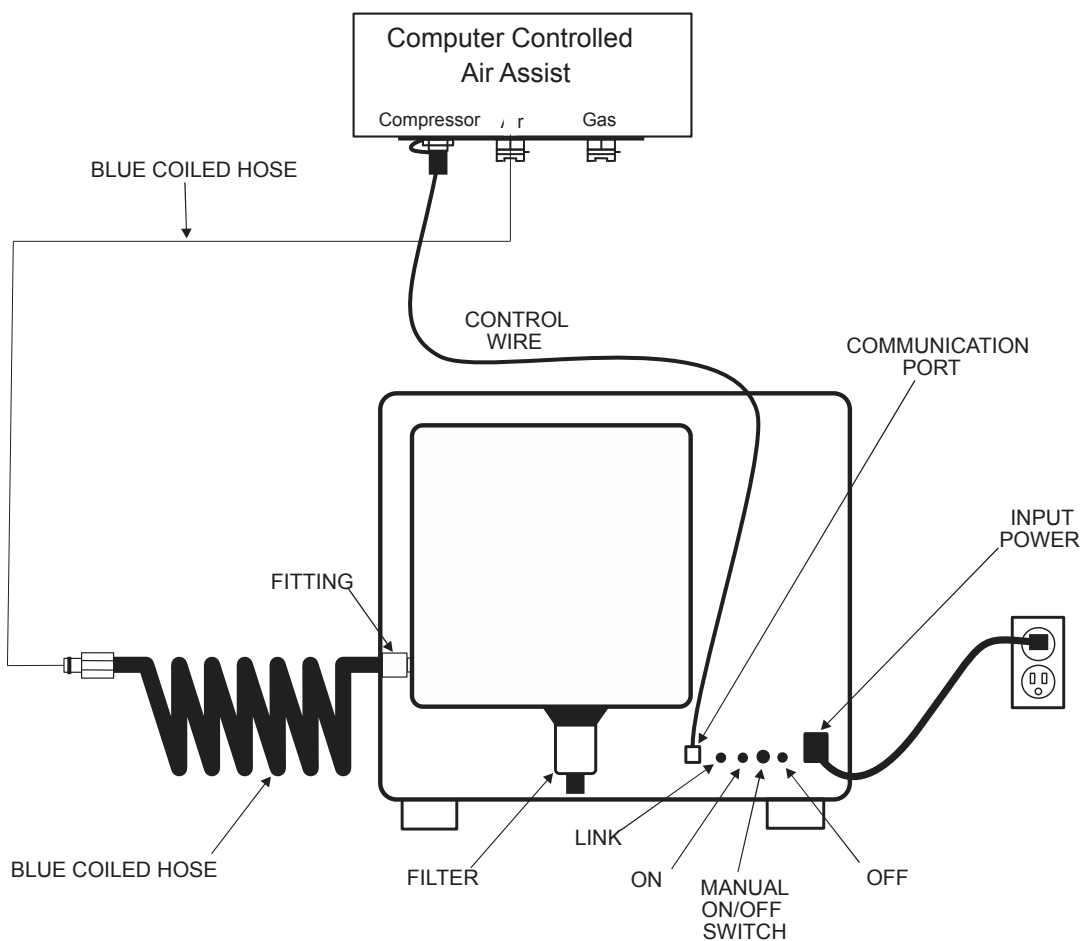 Computer Controlled
Air Assist
Compressor
Gas
BLUE COILED HOSE
CONTROL
WIRE
COMMUNICATION
PORT
INPUT
POWER
FITTING
BLUE COILED HOSE
FILTER
LINK
ON
MANUAL
ON/OFF
SWITCH
OFF